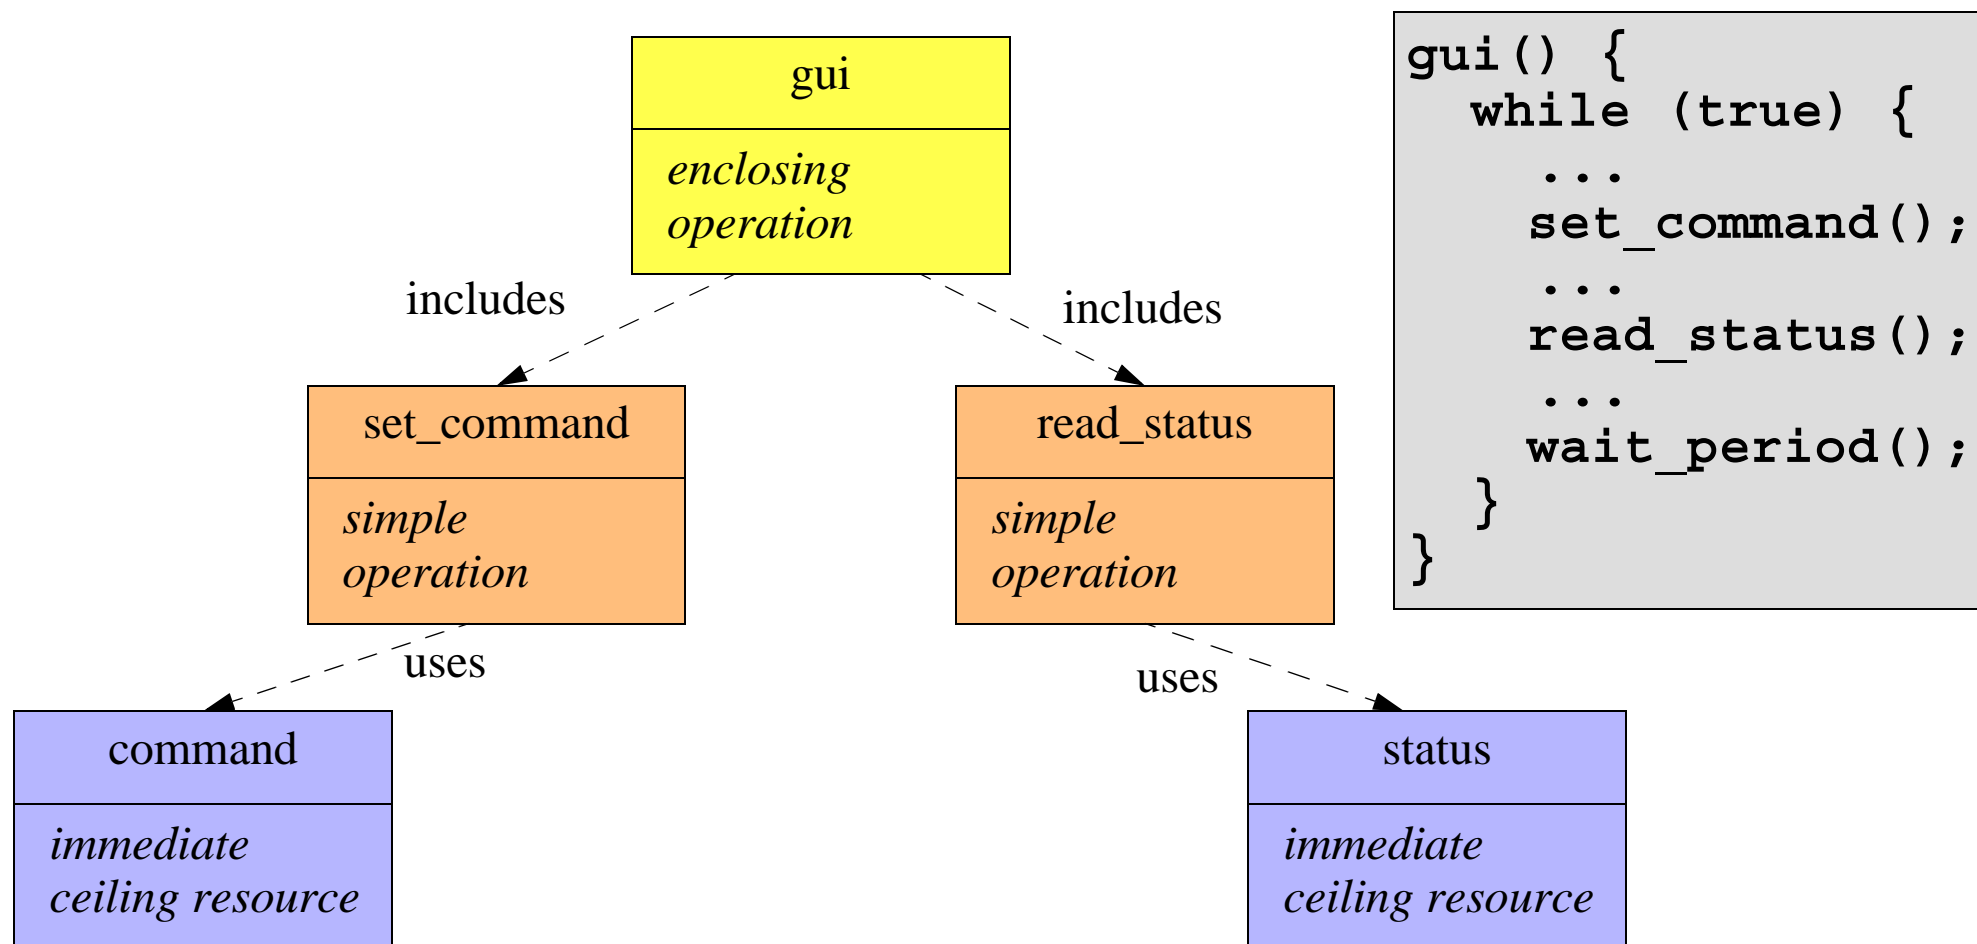 gui
enclosing
operation
includes
includes
set_command
simple
operation
read_status
simple
operation
uses
uses
command
immediate
ceiling resource
status
immediate
ceiling resource
gui() {
while (true) {
...
set_command();
...
read_status();
...
wait_period();
}
}